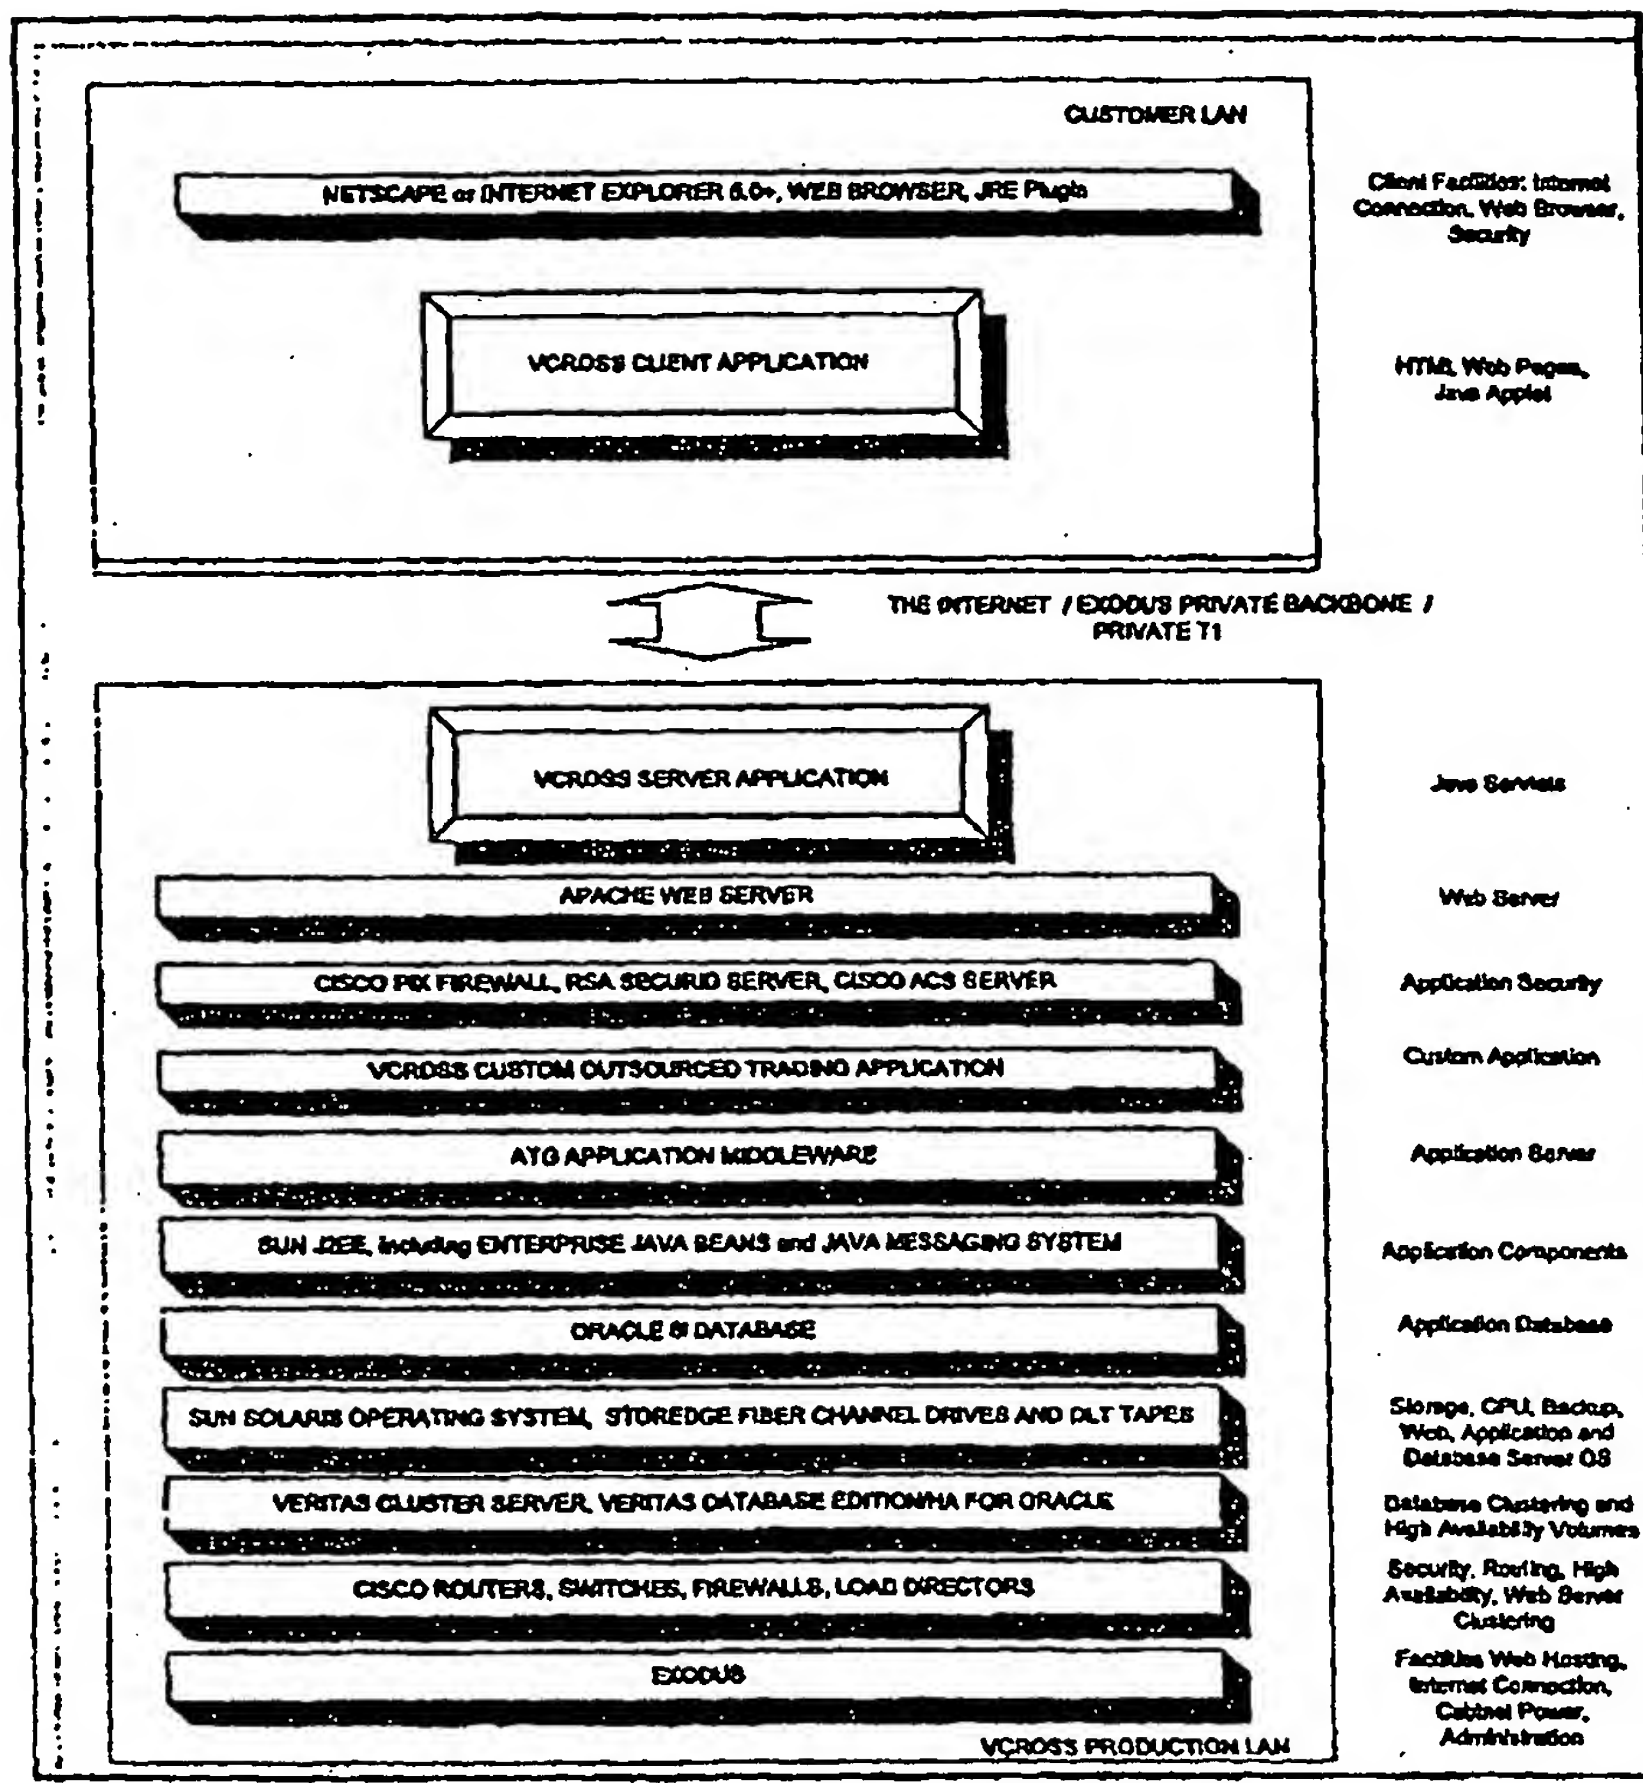 CUSTOMER LAN
NETSCAPE or INTERNET EXPLORER 5.0+, WEB BROWSER, JRE Plugin
Client Facilities: Internet
Connection, Web Browser,
Security
VCROSS CLIENT APPLICATION
HTML Web Pages,
Java Applet
THE INTERNET / EXODUS PRIVATE BACKBONE /
PRIVATE T1
VCROSS SERVER APPLICATION
Java Servlets
APACHE WEB SERVER
Web Server
CISCO PIX FIREWALL, RSA SECURID SERVER, CISCO ACS SERVER
Application Security
VCROSS CUSTOM OUTSOURCED TRADING APPLICATION
Custom Application
ATG APPLICATION MIDDLEWARE
Application Server
SUN J2EE, including ENTERPRISE JAVA BEANS and JAVA MESSAGING SYSTEM
Application Components
ORACLE 8i DATABASE
Application Database
SUN SOLARIS OPERATING SYSTEM, STOREDGE FIBER CHANNEL DRIVES AND DLT TAPES
Storage, CPU, Backup,
Web, Application and
Database Server OS
VERITAS CLUSTER SERVER, VERITAS DATABASE EDITION/HA FOR ORACLE
Database Clustering and
High Availability Volumes
CISCO ROUTERS, SWITCHES, FIREWALLS, LOAD DIRECTORS
Security, Routing, High
Availability, Web Server
Clustering
EXODUS
Facilities Web Hosting,
Internet Connection,
Cabinet Power,
Administration
VCROSS PRODUCTION LAN